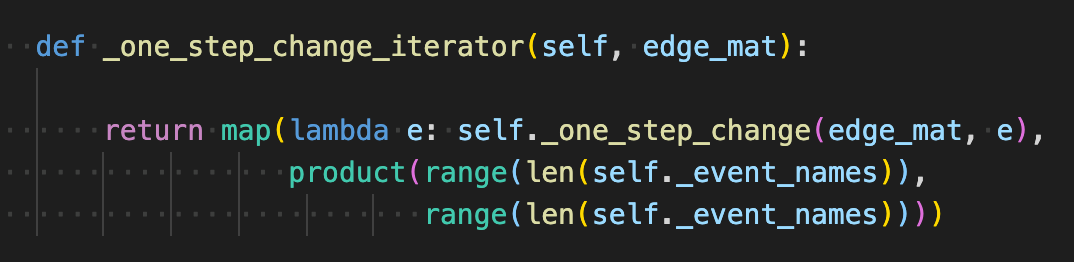 def _one_step_change_iterator(self, edge_mat):
return map(lambda e: self._one_step_change(edge_mat, e),
product(range(len(self._event_names)),
range(len(self._event_names))))